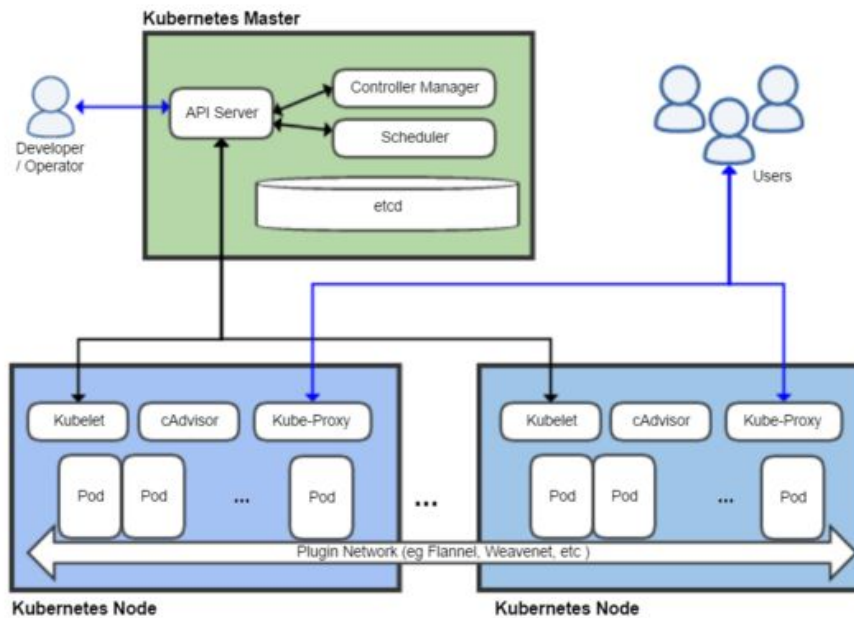 Kubernetes Master
API Server
Controller Manager
Scheduler
etcd
Developer
/ Operator
Users
Kubelet
cAdvisor
Kube-Proxy
Pod
Pod
...
Pod
...
Kubelet
cAdvisor
Kube-Proxy
Pod
Pod
...
Pod
Plugin Network (eg Flannel, Weavenet, etc )
Kubernetes Node
Kubernetes Node